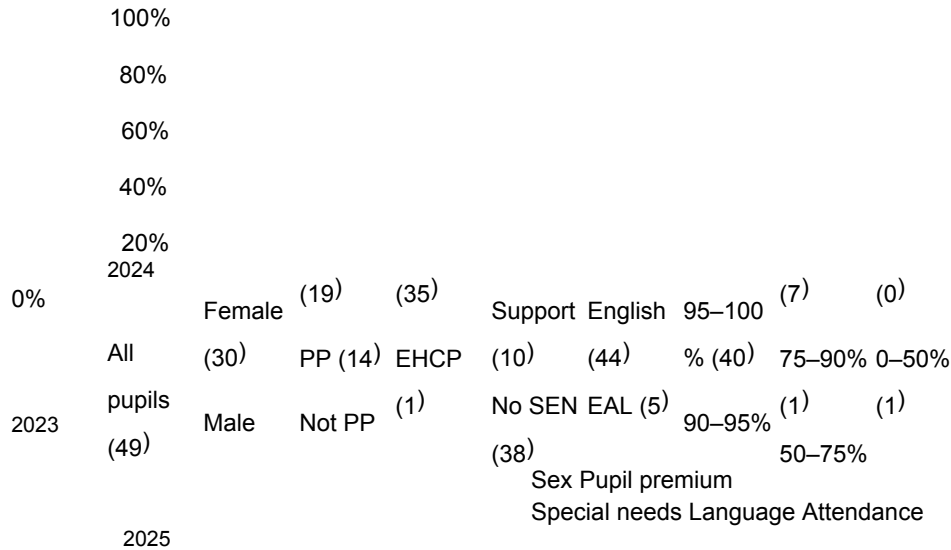 100%
80%
60%
40%
20%
2024
0%
Female (19) (35) Support English 95–100 (7) (0)
All (30) PP (14) EHCP (10) (44) % (40) 75–90% 0–50%
pupils
2023 (49) Male Not PP (1) No SEN EAL (5) 90–95% (1) (1)
(38) 50–75%
Sex Pupil premium
Special needs Language Attendance
2025